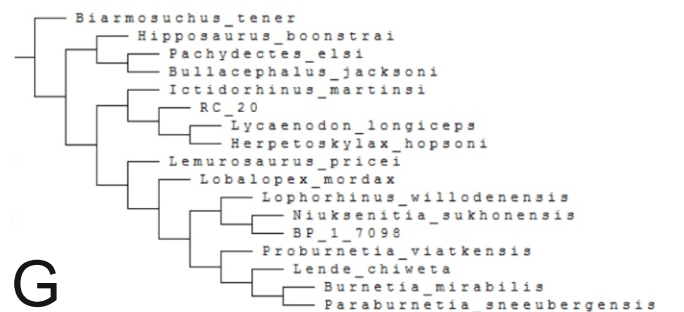 Biarmosuchus_tener
Hipposaurus_boonstrai
Pachydectes_elsi
Bullacephalus_jacksoni
Ictidorhinus_martinsi
RC_20
Lycaenodon_longiceps
Herpetoskylax_hopsoni
Lemurosaurus_pricei
Lobalopex_mordax
Lophorhinus_willodenensis
Niuksenitia_sukhonensis
BP_1_7098
Proburnetia_viatkensis
Lende_chiweta
Burnetia_mirabilis
Paraburnetia_sneeubergensis
G